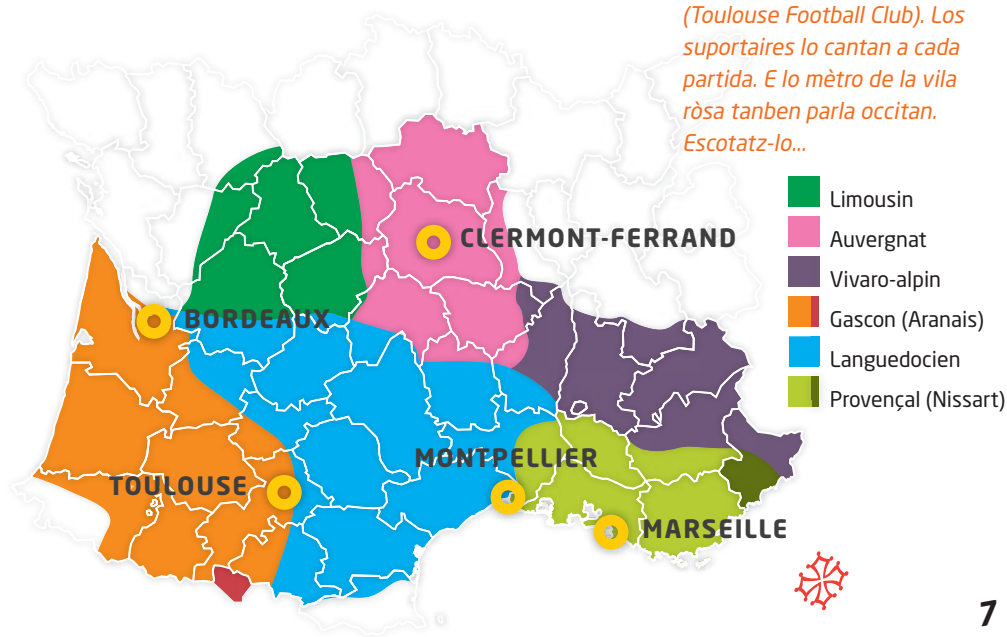 (Toulouse Football Club). Los
suportaires lo cantan a cada
partida. E lo mètro de la vila
ròsa tanben parla occitan.
Escotatz-lo...
Limousin
Auvergnat
Vivaro-alpin
Gascon (Aranais)
Languedocien
Provençal (Nissart)
CLERMONT-FERRAND
BORDEAUX
MONTPELLIER
TOULOUSE
MARSEILLE
7